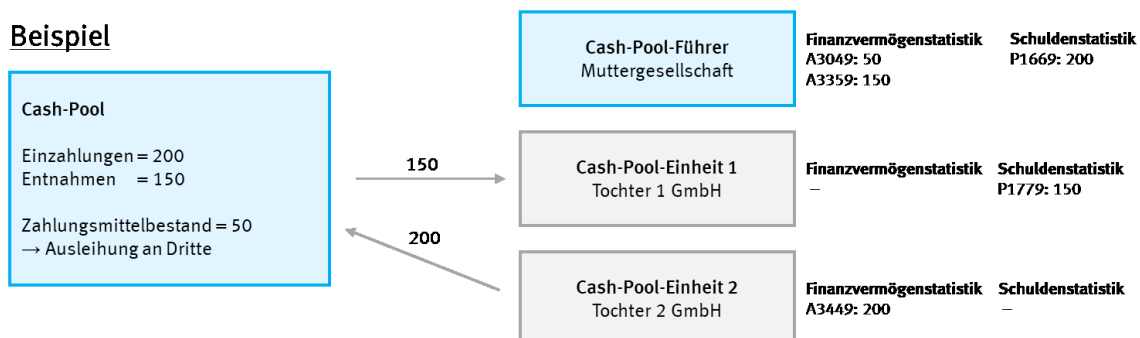 Beispiel
Cash-Pool
Einzahlungen = 200
Entnahmen = 150
Zahlungsmittelbestand = 50
→ Ausleihung an Dritte
150
200
Cash-Pool-Führer
Muttergesellschaft
Finanzvermögenstatistik Schuldenstatistik
A3049: 50 P1669: 200
A3359: 150
Cash-Pool-Einheit 1
Tochter 1 GmbH
Finanzvermögenstatistik Schuldenstatistik
– P1779: 150
Cash-Pool-Einheit 2
Tochter 2 GmbH
Finanzvermögenstatistik Schuldenstatistik
A3449: 200 –